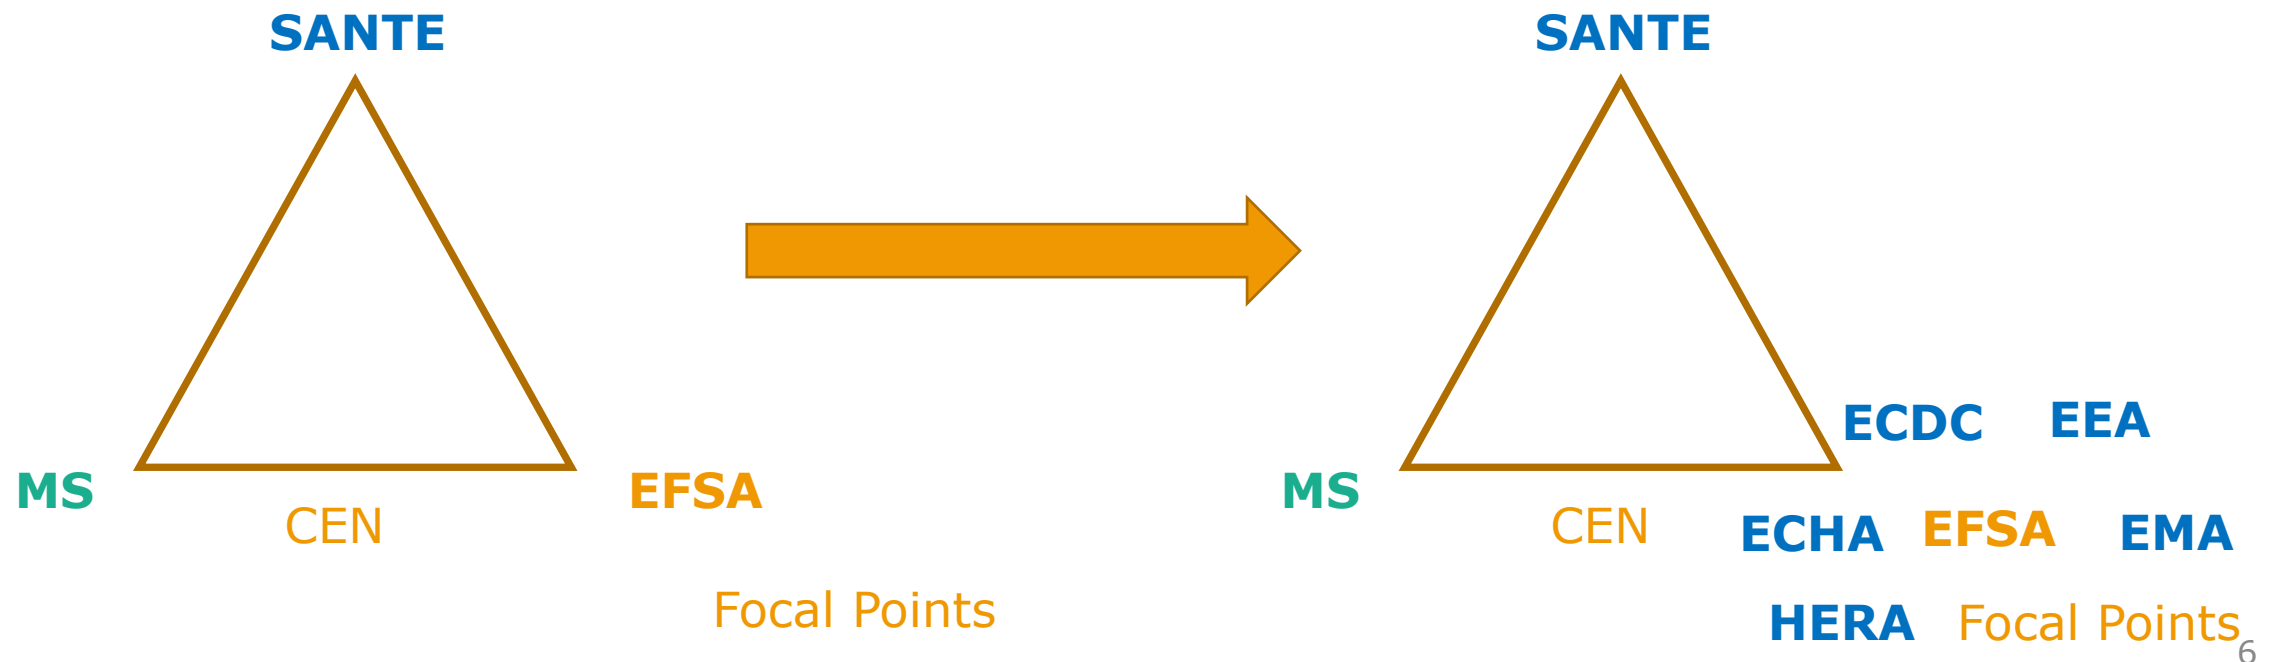 SANTE
MS
CEN
EFSA
Focal Points
SANTE
MS
CEN
ECDC EEA
ECHA EFSA EMA
HERA Focal Points
6